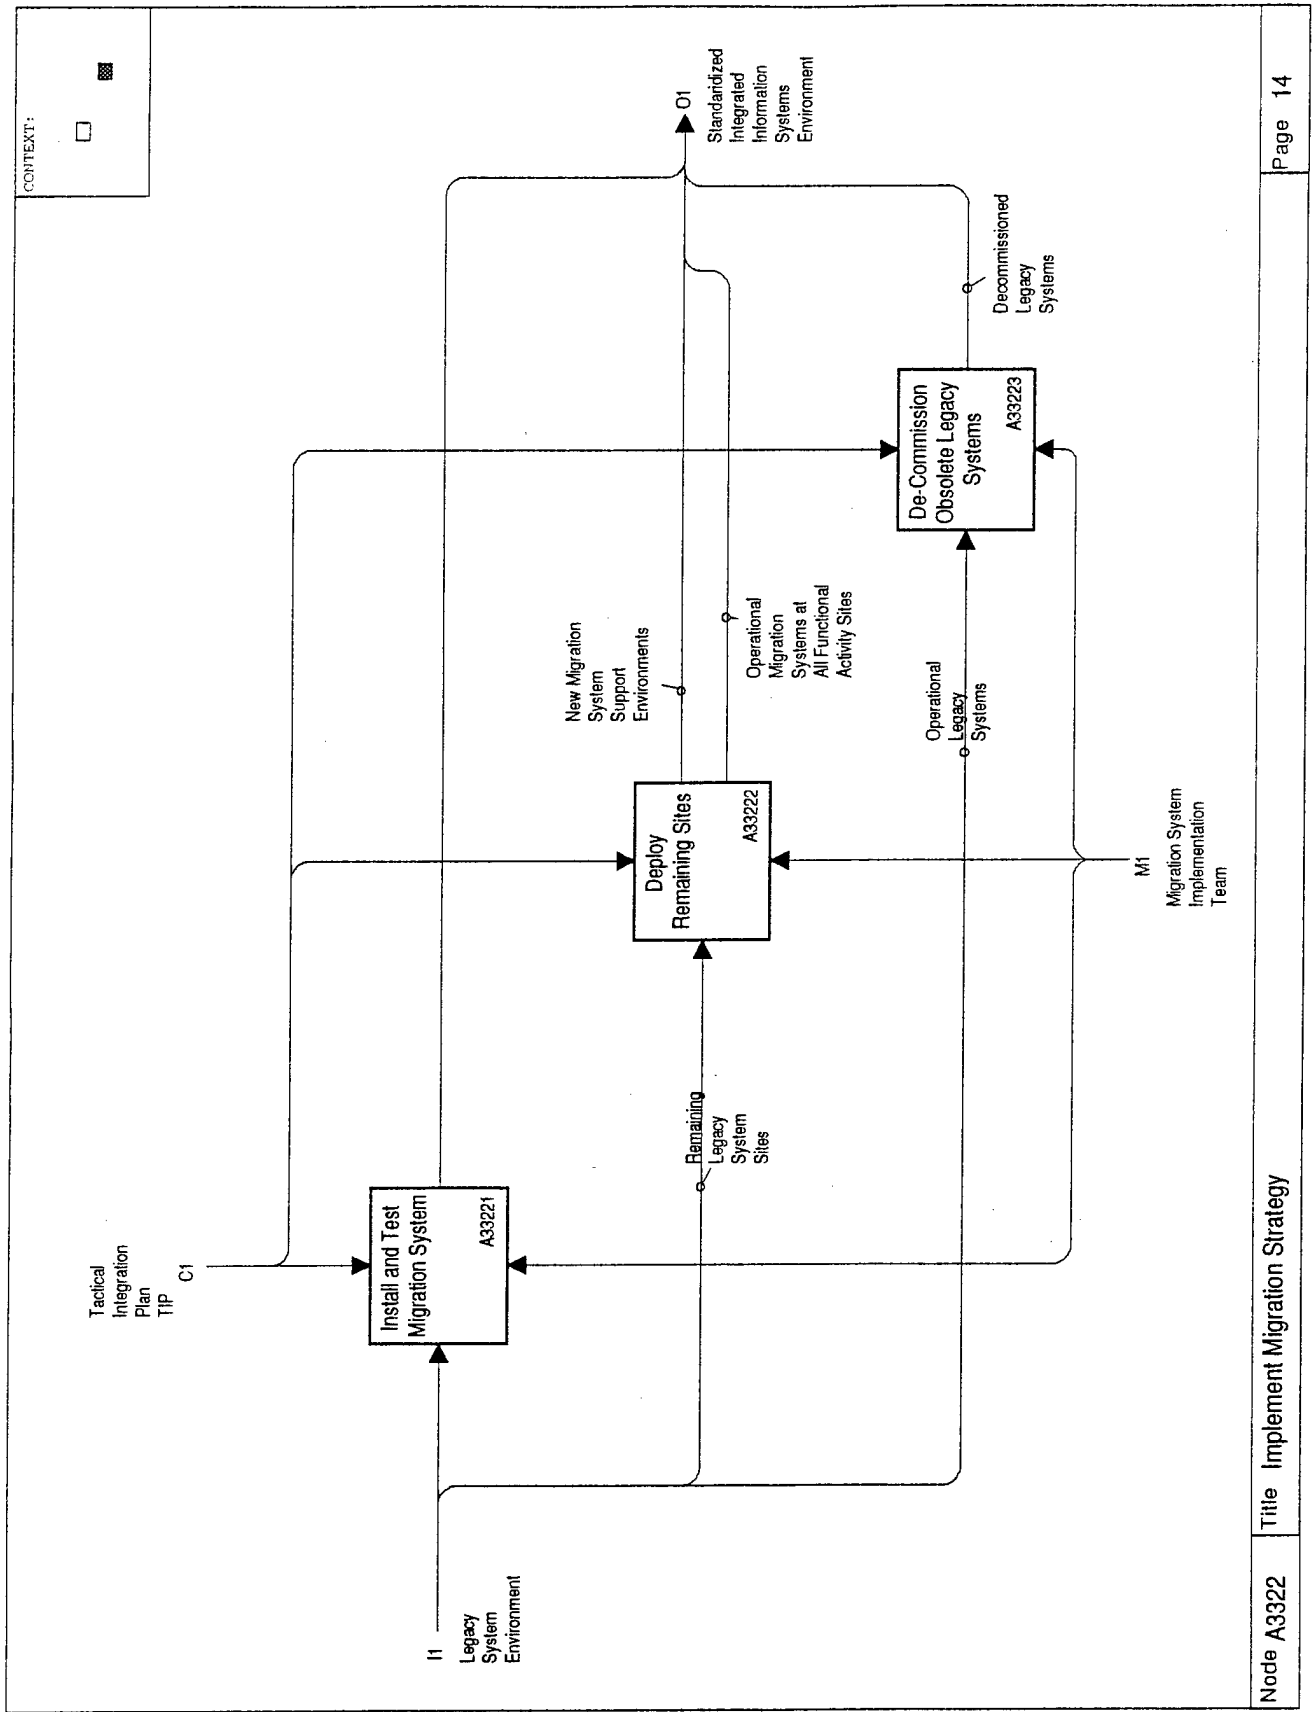 CONTEXT:
Tactical
Integration
Plan
TIP
C1
I1
Legacy
System
Environment
Install and Test
Migration System
A33221
Remaining
Legacy
System
Sites
Deploy
Remaining Sites
A33222
New Migration
System
Support
Environments
Operational
Migration
Systems at
All Functional
Activity Sites
Operational
Legacy
Systems
De-Commission
Obsolete Legacy
Systems
A33223
Decommissioned
Legacy
Systems
O1
Standaridized
Integrated
Information
Systems
Environment
M1
Migration System
Implementation
Team
Node A3322
Title Implement Migration Strategy
Page 14